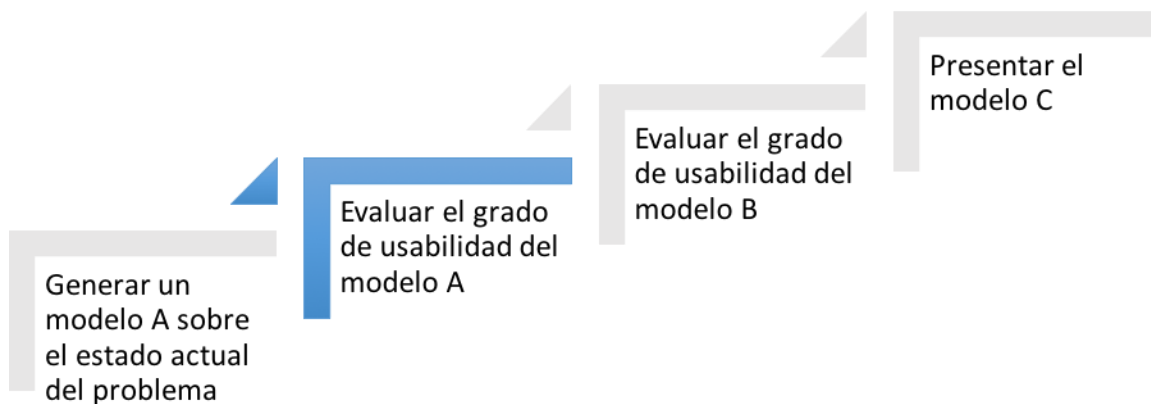 Generar un
modelo A sobre
el estado actual
del problema
Evaluar el grado
de usabilidad del
modelo A
Evaluar el grado
de usabilidad del
modelo B
Presentar el
modelo C